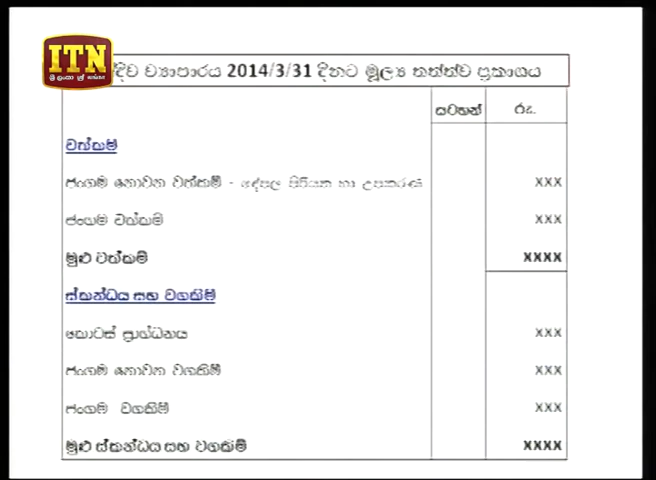 ITN
දිව ව්‍යාපාරය 2014/3/31 දිනට මූල්‍ය තත්ත්ව ප්‍රකාශය
සටහන් රු.
වත්කම්
ජංගම නොවන වත්කම් - දේපල පිරියත හා උපකරණ XXX
ජංගම වත්කම් XXX
මුළු වත්කම් XXXX
ස්කන්ධය සහ වගකීම්
කොටස් ප්‍රාග්ධනය XXX
ජංගම නොවන වගකීම් XXX
ජංගම වගකීම් XXX
මුළු ස්කන්ධය සහ වගකීම් XXXX